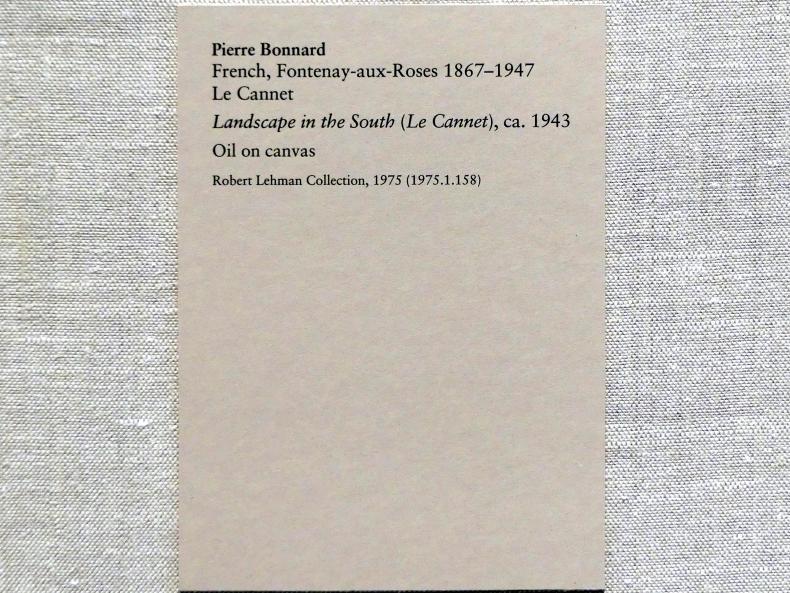 Pierre Bonnard
French, Fontenay-aux-Roses 1867–1947
Le Cannet
Landscape in the South (Le Cannet), ca. 1943
Oil on canvas
Robert Lehman Collection, 1975 (1975.1.158)